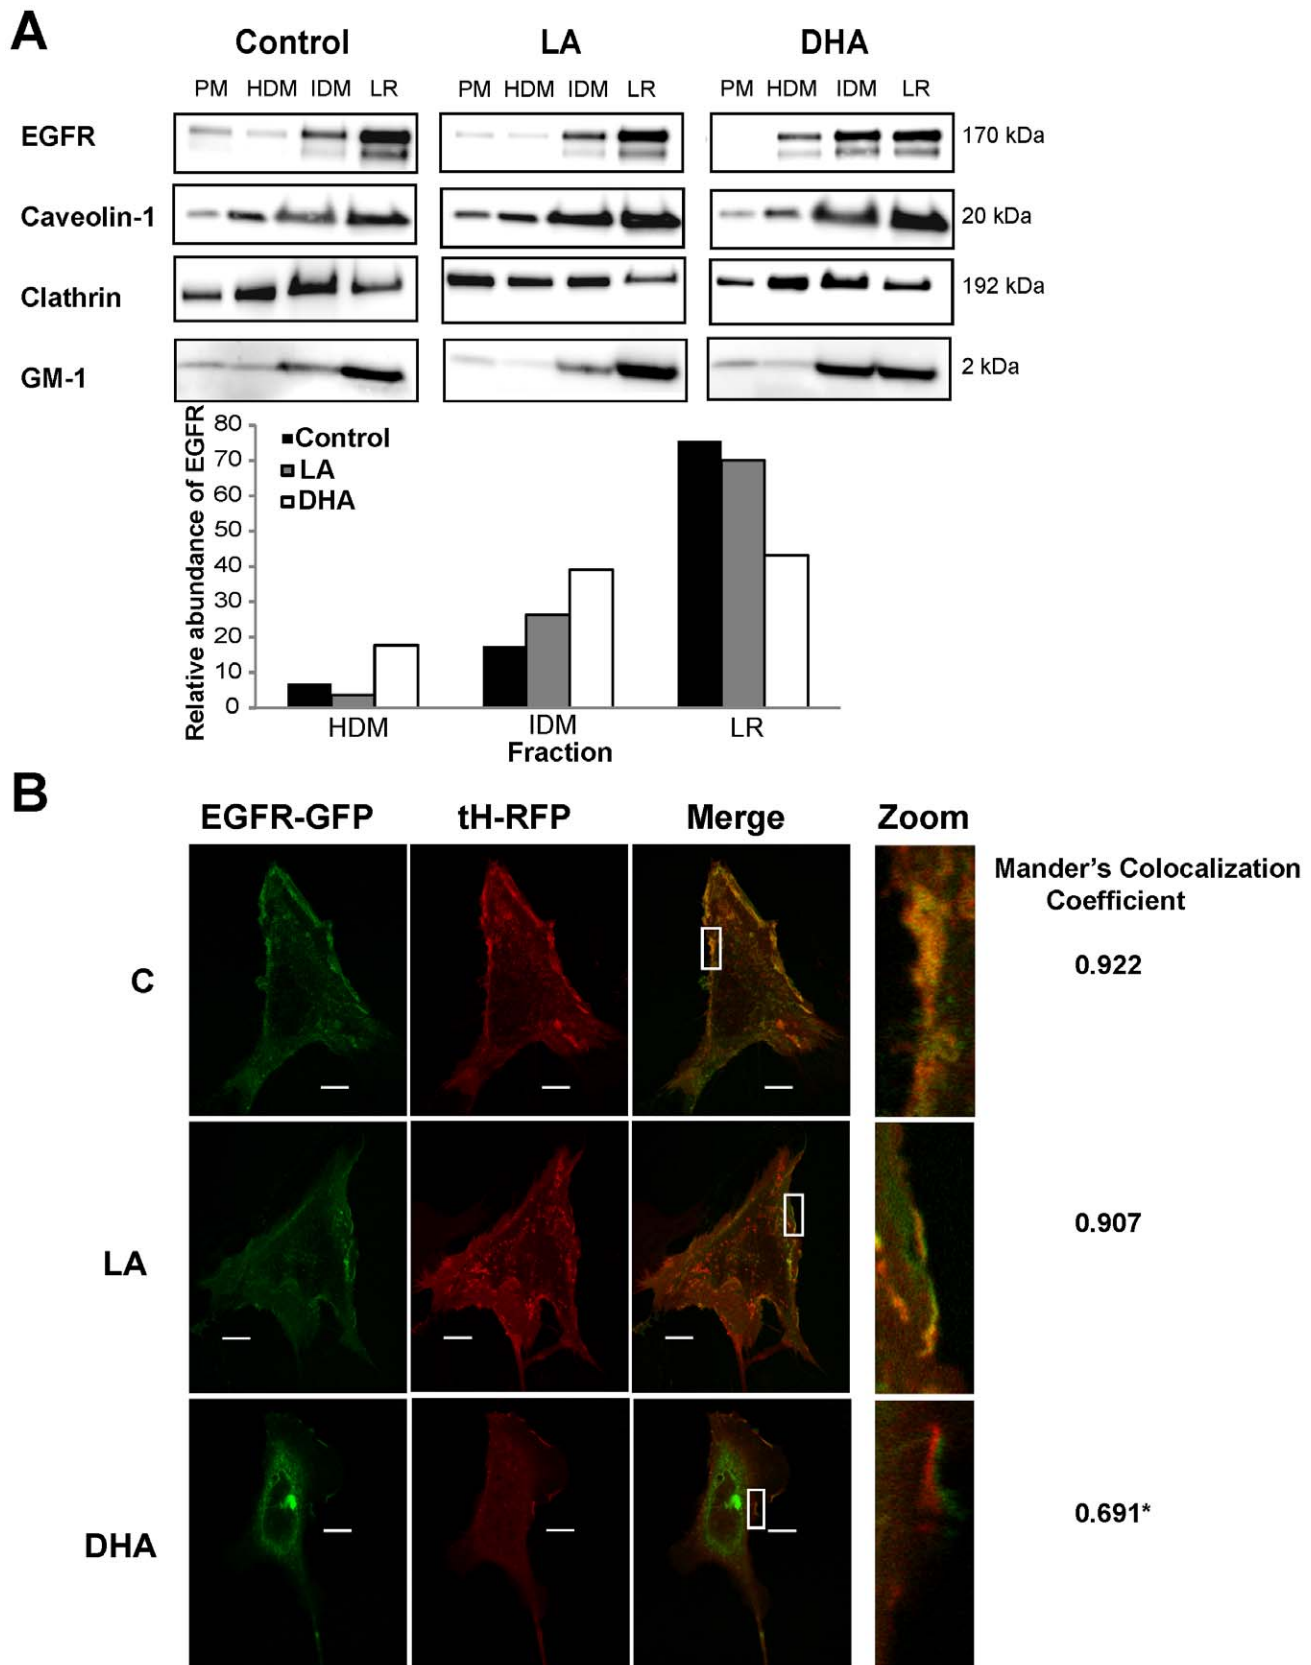 A
Control LA DHA
PM HDM IDM LR PM HDM IDM LR PM HDM IDM LR
EGFR 170 kDa
Caveolin-1 20 kDa
Clathrin 192 kDa
GM-1 2 kDa
Relative abundance of EGFR
80
70
60
50
40
30
20
10
0
Control
LA
DHA
HDM IDM LR
Fraction
B
EGFR-GFP tH-RFP Merge Zoom
Mander's Colocalization
Coefficient
C 0.922
LA 0.907
DHA 0.691*